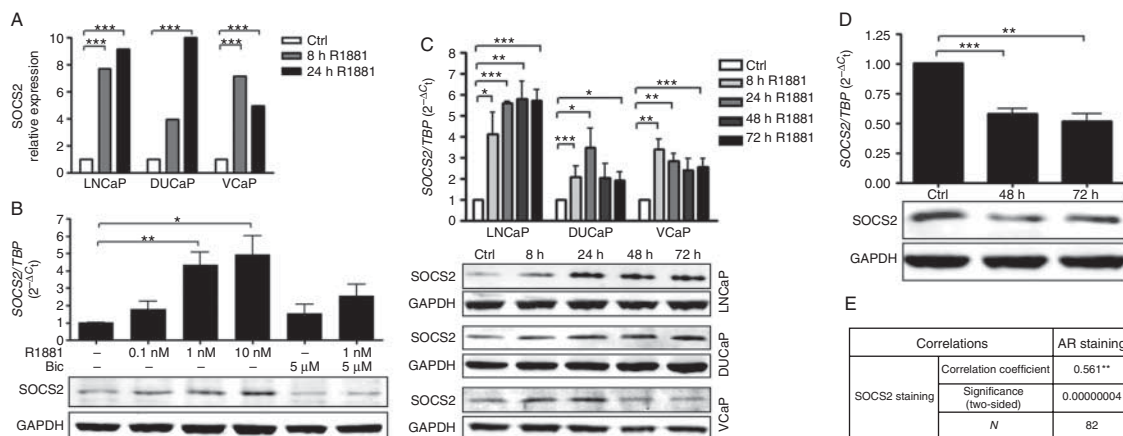 A
SOCS2
relative expression
12
10
8
6
4
2
0
***
***
***
***
***
Ctrl
8 h R1881
24 h R1881
LNCaP
DUCaP
VCaP
B
SOCS2/TBP
(2−ΔCt)
7
6
5
4
3
2
1
*
**
R1881
– 0.1 nM 1 nM 10 nM – 1 nM
Bic
– – – – 5 μM 5 μM
SOCS2
GAPDH
C
SOCS2/TBP (2−ΔCt)
8
7
6
5
4
3
2
1
0
***
**
***
*
*
*
***
***
**
**
Ctrl
8 h R1881
24 h R1881
48 h R1881
72 h R1881
LNCaP
DUCaP
VCaP
Ctrl 8 h 24 h 48 h 72 h
SOCS2
GAPDH
LNCaP
SOCS2
GAPDH
DUCaP
SOCS2
GAPDH
VCaP
D
SOCS2/TBP (2−ΔCt)
1.25
1.00
0.75
0.50
0.25
0.00
**
***
Ctrl 48 h 72 h
SOCS2
GAPDH
E
Correlations AR staining
SOCS2 staining
Correlation coefficient 0.561**
Significance
(two-sided) 0.00000004
N 82